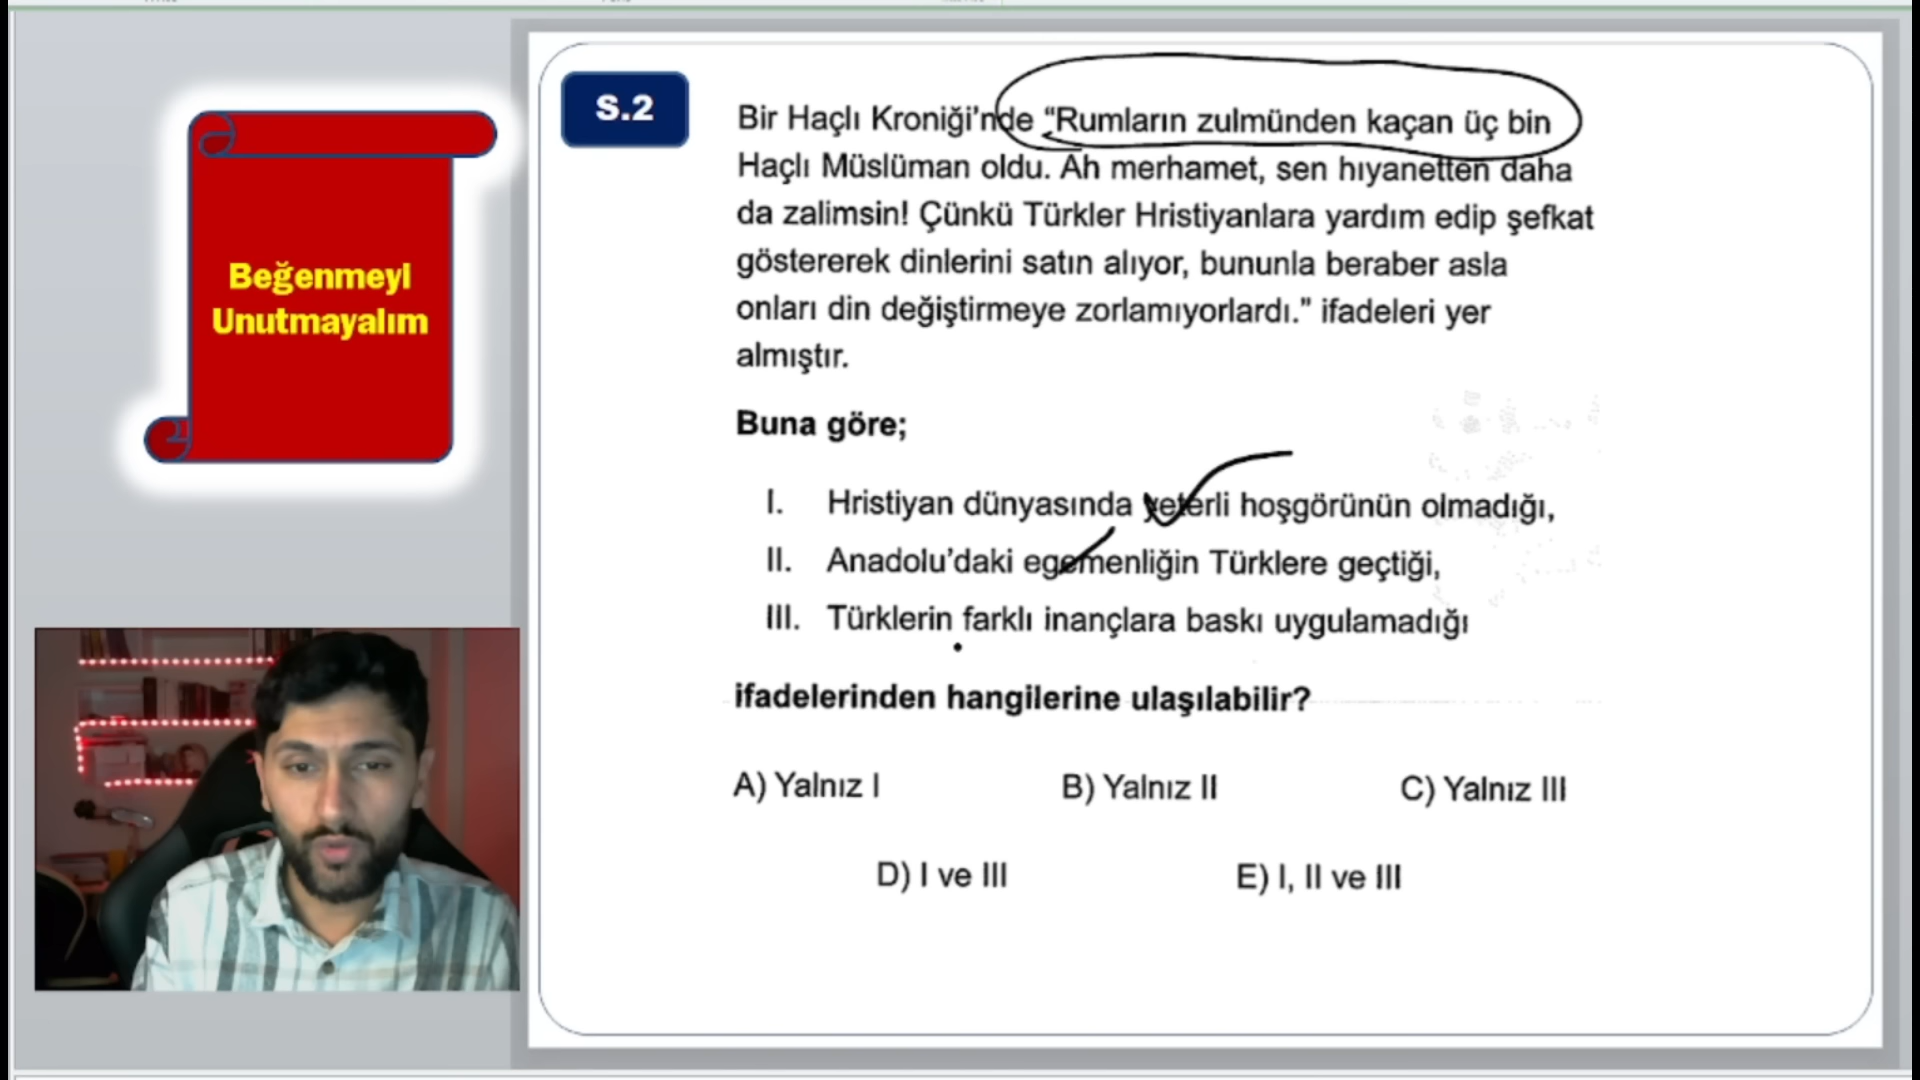 Beğenmeyi
Unutmayalım
S.2
Bir Haçlı Kroniği’nde “Rumların zulmünden kaçan üç bin
Haçlı Müslüman oldu. Ah merhamet, sen hıyanetten daha
da zalimsin! Çünkü Türkler Hristiyanlara yardım edip şefkat
göstererek dinlerini satın alıyor, bununla beraber asla
onları din değiştirmeye zorlamıyorlardı.” ifadeleri yer
almıştır.
Buna göre;
I. Hristiyan dünyasında yeterli hoşgörünün olmadığı,
II. Anadolu’daki egemenliğin Türklere geçtiği,
III. Türklerin farklı inançlara baskı uygulamadığı
ifadelerinden hangilerine ulaşılabilir?
A) Yalnız I B) Yalnız II C) Yalnız III
D) I ve III E) I, II ve III